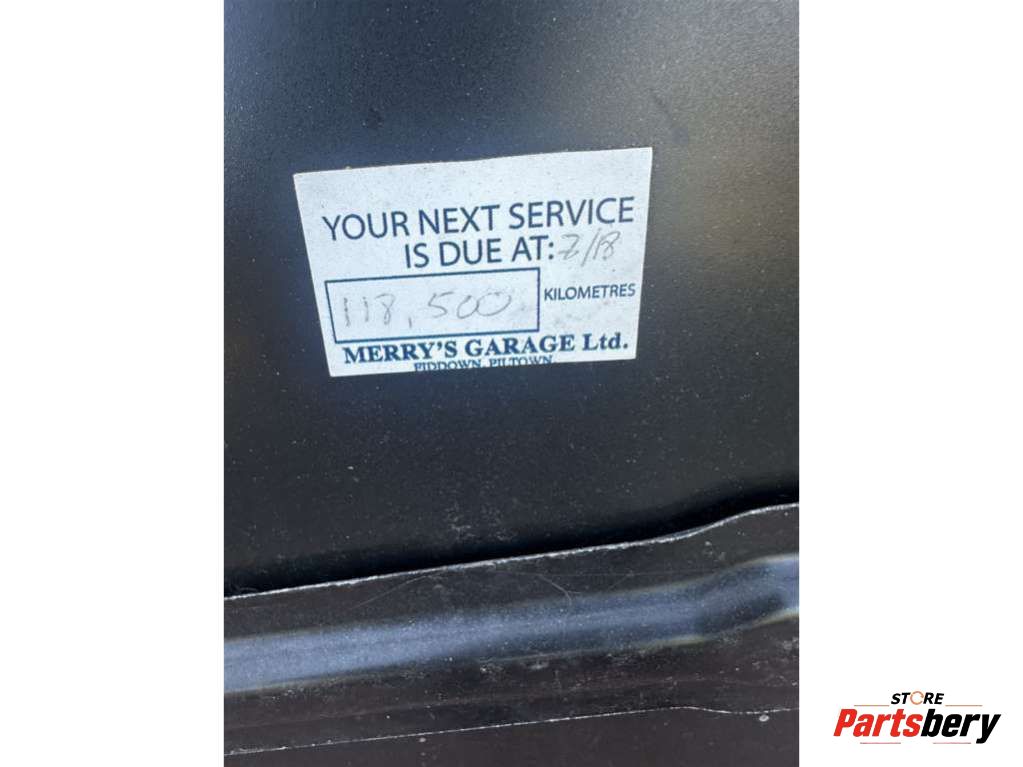 YOUR NEXT SERVICE
IS DUE AT: 7/18
118,500 KILOMETRES
MERRY'S GARAGE Ltd.
FIDDOWN, PILTOWN
STORE
Partsbery